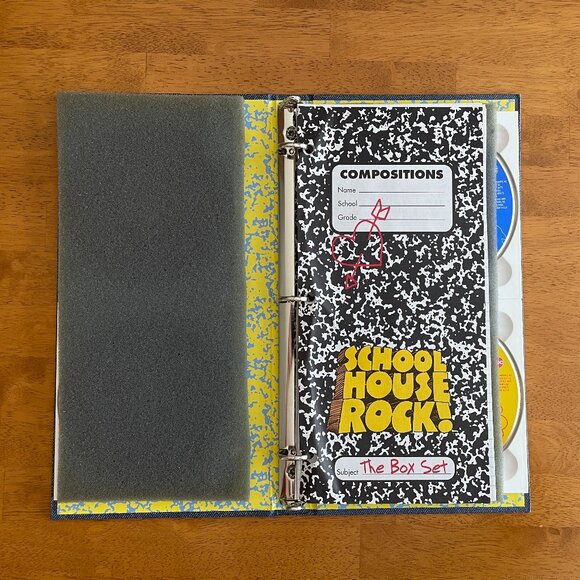 COMPOSITIONS
Name
School
Grade
SCHOOL
HOUSE
ROCK!
Subject The Box Set